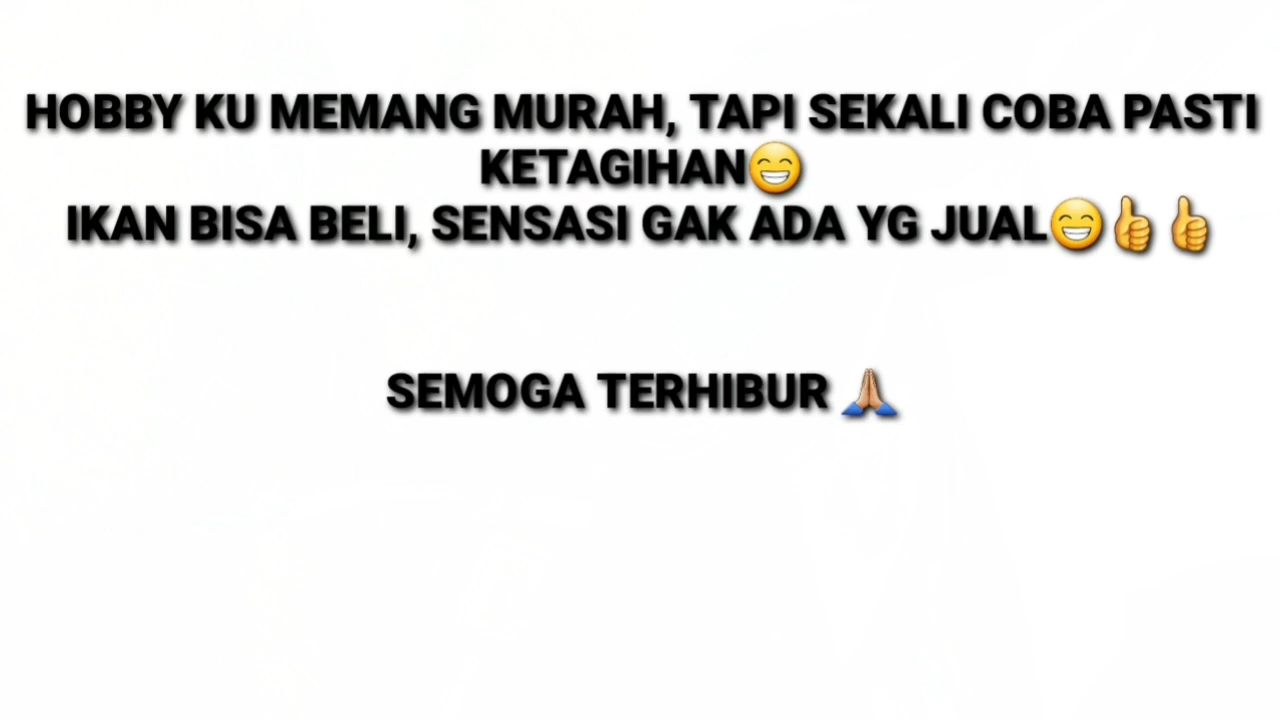 HOBBY KU MEMANG MURAH, TAPI SEKALI COBA PASTI
KETAGIHAN😁
IKAN BISA BELI, SENSASI GAK ADA YG JUAL😁👍👍
SEMOGA TERHIBUR 🙏